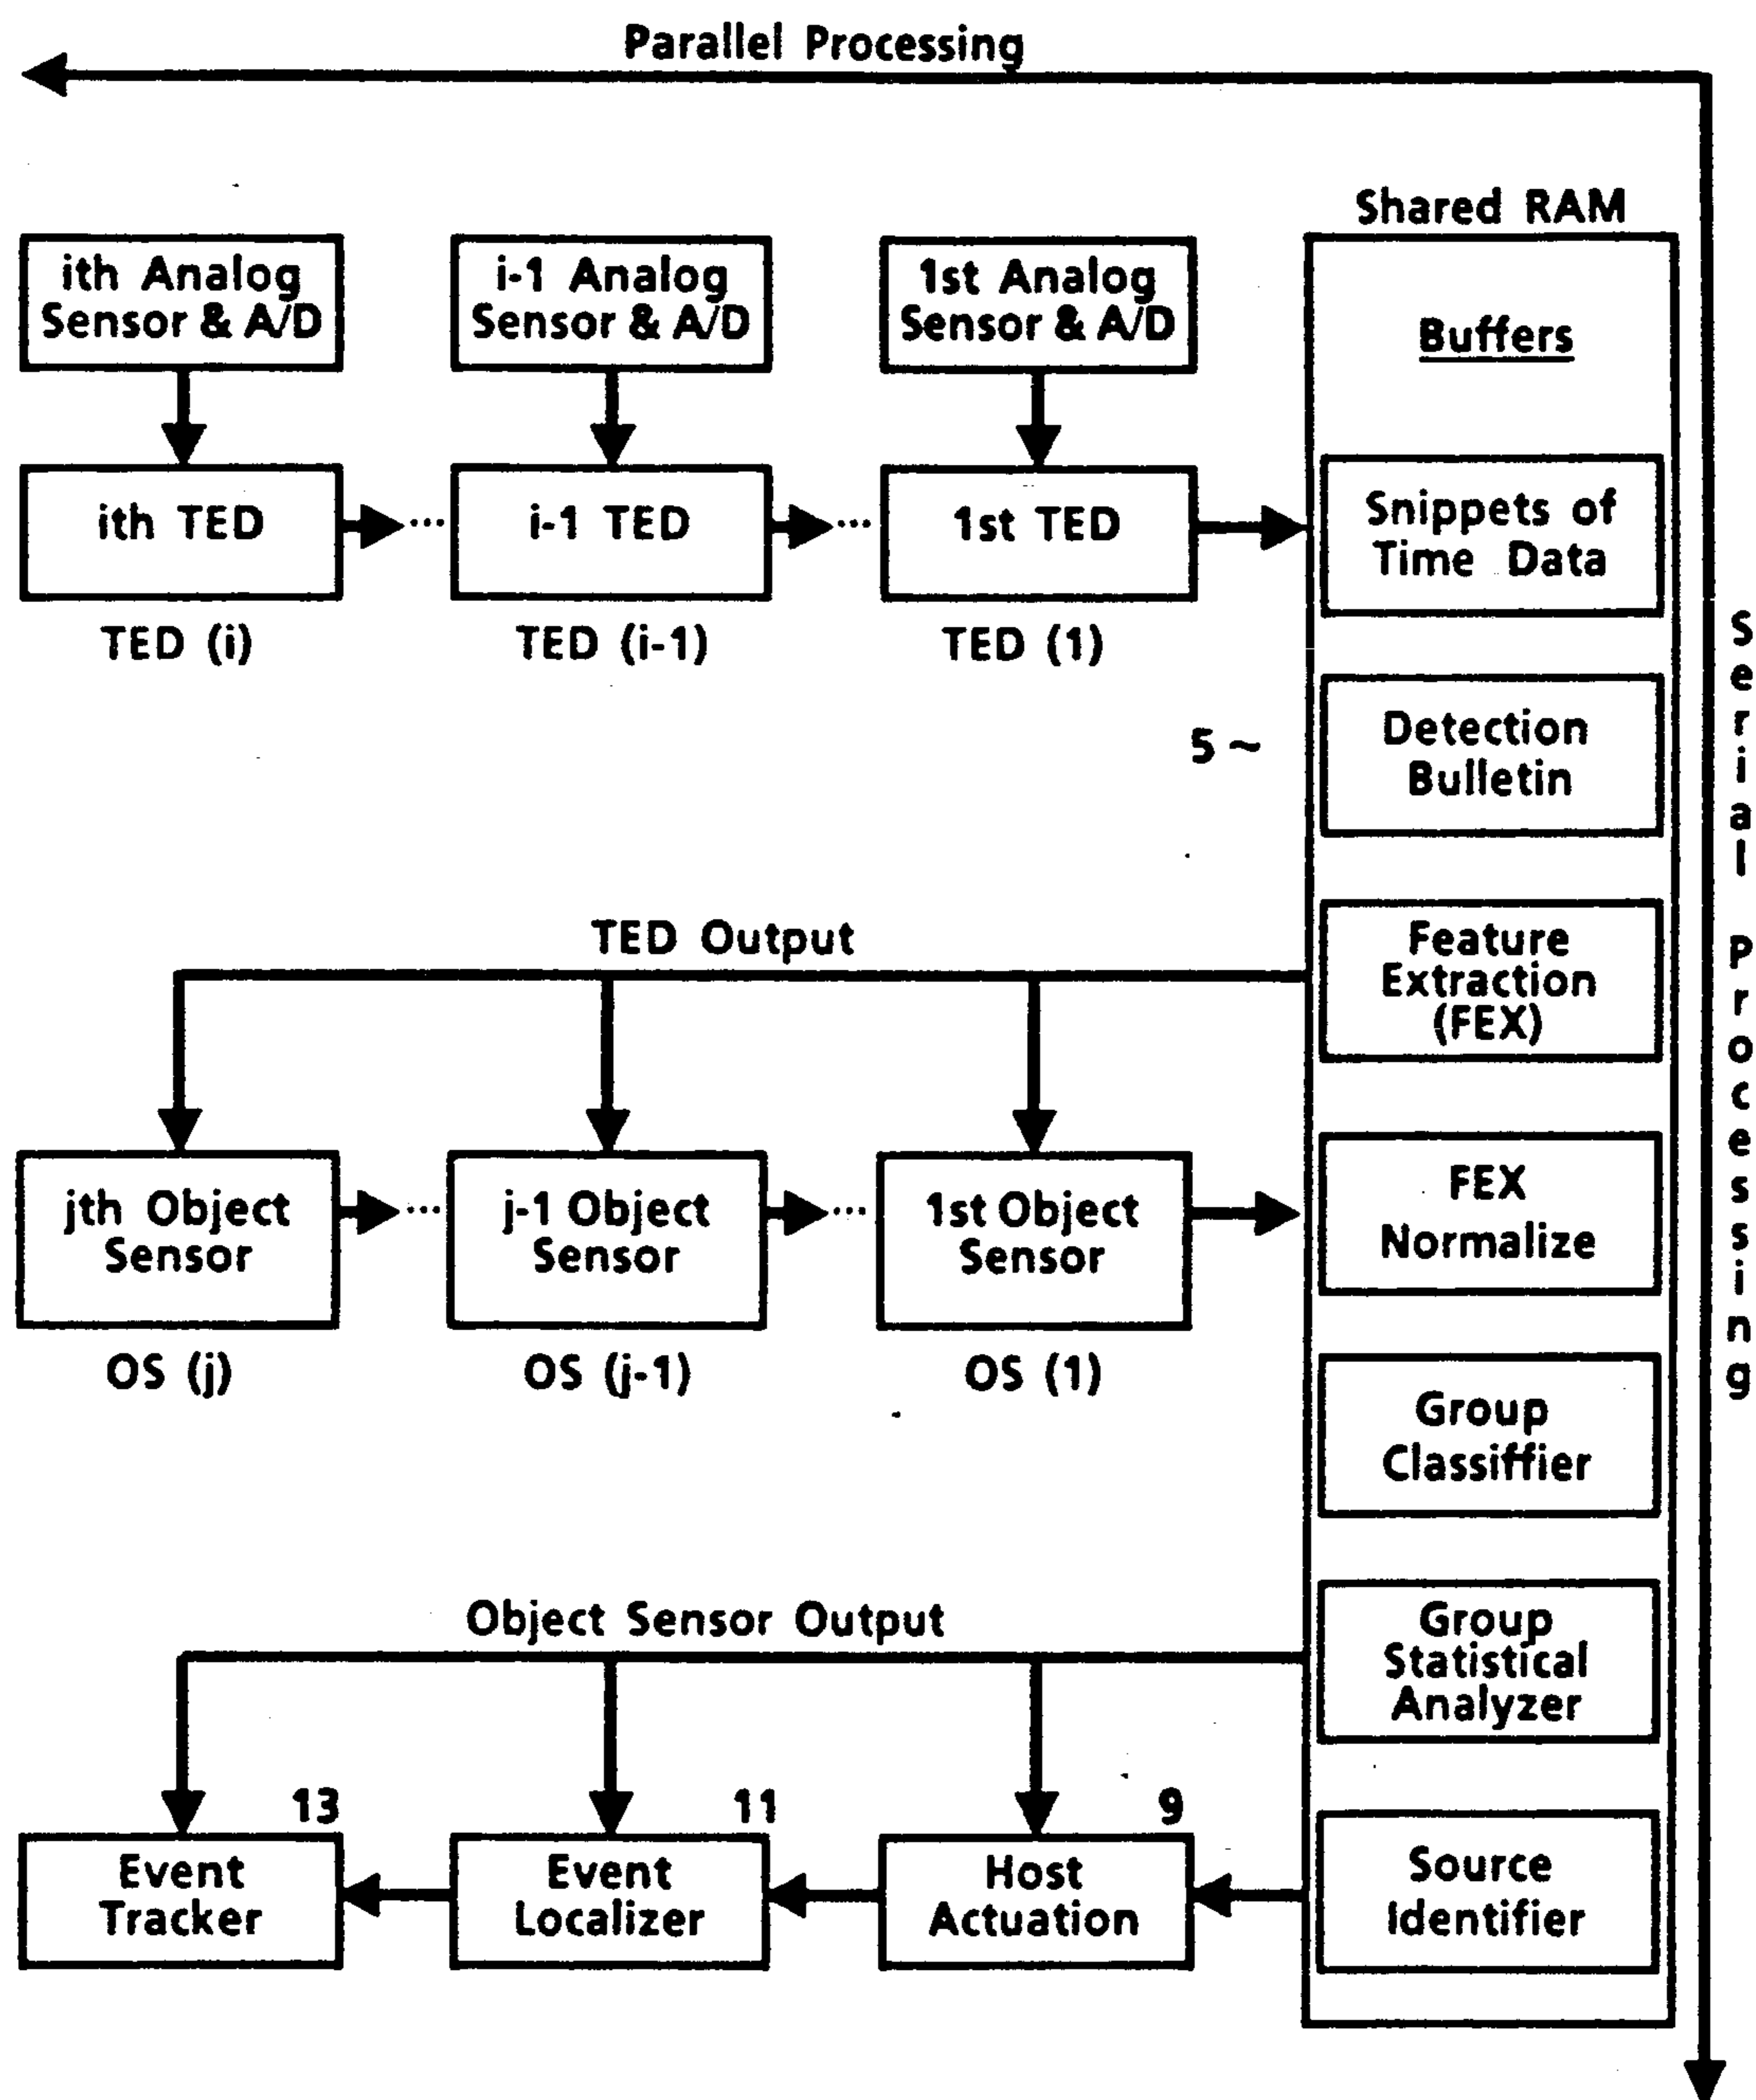 Parallel Processing
Shared RAM
ith Analog
Sensor & A/D
i-1 Analog
Sensor & A/D
1st Analog
Sensor & A/D
Buffers
ith TED
...
i-1 TED
...
1st TED
Snippets of
Time Data
TED (i)
TED (i-1)
TED (1)
5 ~
Detection
Bulletin
TED Output
Feature
Extraction
(FEX)
jth Object
Sensor
...
j-1 Object
Sensor
...
1st Object
Sensor
FEX
Normalize
OS (j)
OS (j-1)
OS (1)
Group
Classiffier
Object Sensor Output
Group
Statistical
Analyzer
13
11
9
Event
Tracker
Event
Localizer
Host
Actuation
Source
Identifier
Serial Processing